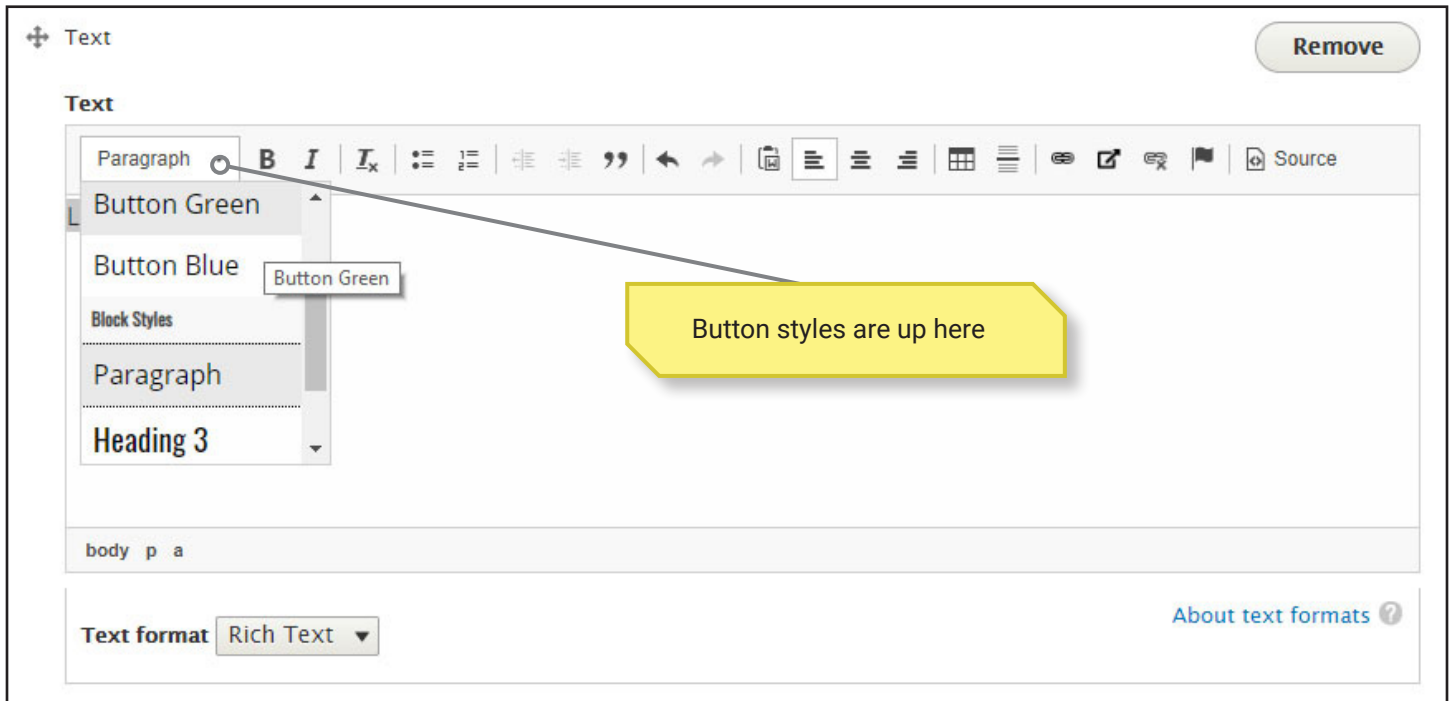 Text
Remove
Text
Paragraph B I Tx Source
L
Button Green
Button Blue
Button Green
Block Styles
Paragraph
Heading 3
Button styles are up here
body p a
Text format Rich Text
About text formats ?